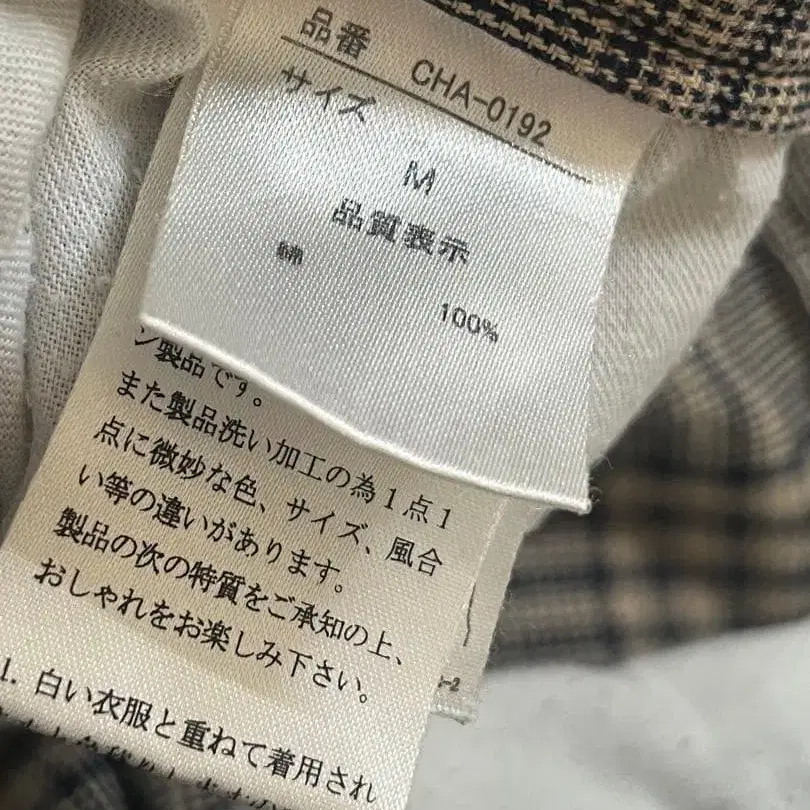 品番 CHA-0192
サイズ
M
品質表示
綿 100%
ン製品です。
また製品洗い加工の為1点1
点に微妙な色、サイズ、風合
い等の違いがあります。
製品の次の特質をご承知の上、
おしゃれをお楽しみ下さい。
1. 白い衣服と重ねて着用され
-2